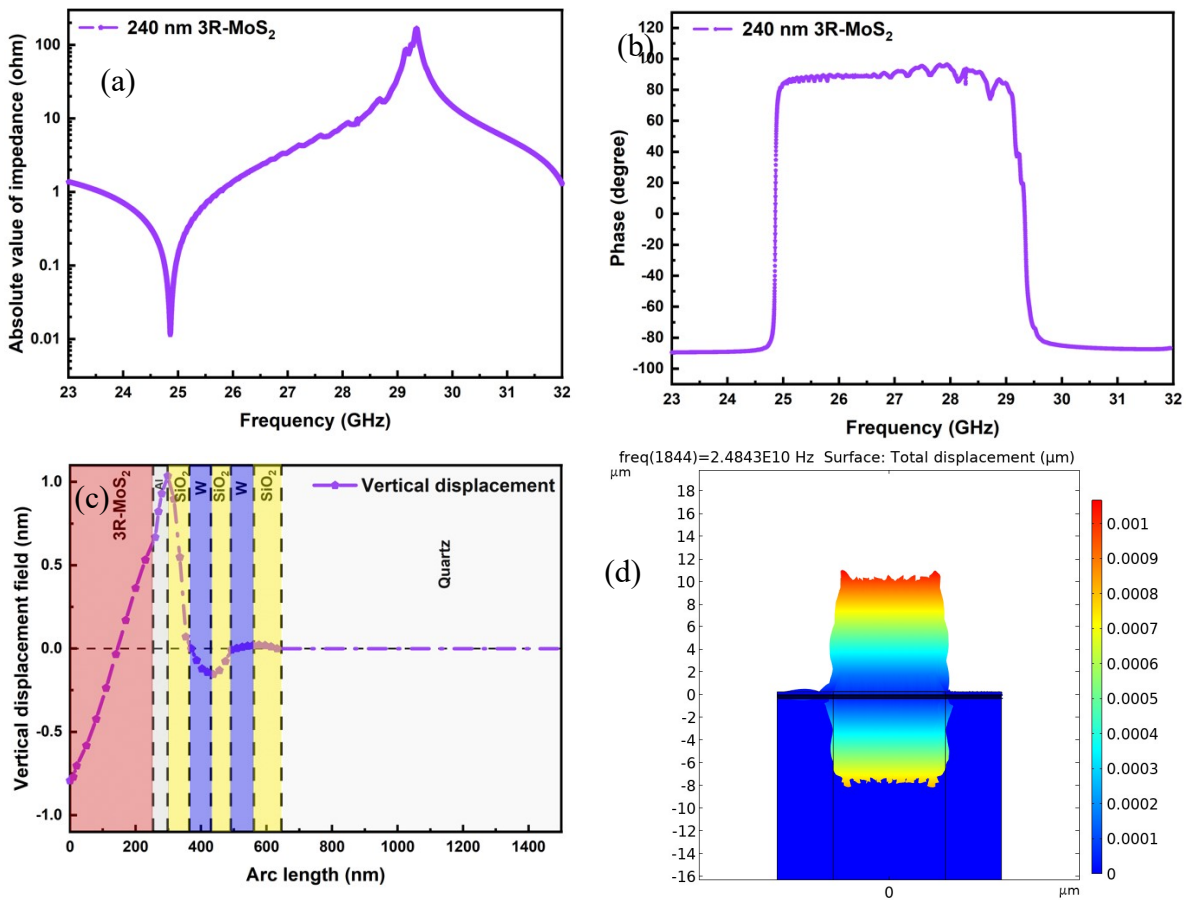 240 nm 3R-MoS₂
(a)
Absolute value of impedance (ohm)
100
10
1
0.1
0.01
23 24 25 26 27 28 29 30 31 32
Frequency (GHz)
240 nm 3R-MoS₂
(b)
Phase (degree)
120
80
40
0
-40
-80
23 24 25 26 27 28 29 30 31 32
Frequency (GHz)
(c)
Vertical displacement
Vertical displacement field (nm)
1.0
0.5
0.0
-0.5
-1.0
3R-MoS₂
Al
SiO₂
W
SiO₂
W
SiO₂
Quartz
0 200 400 600 800 1000 1200 1400
Arc length (nm)
freq(1844)=2.4843E10 Hz Surface: Total displacement (μm)
μm
(d)
18
16
14
12
10
8
6
4
2
0
-2
-4
-6
-8
-10
-12
-14
-16
0
μm
0.001
0.0009
0.0008
0.0007
0.0006
0.0005
0.0004
0.0003
0.0002
0.0001
0